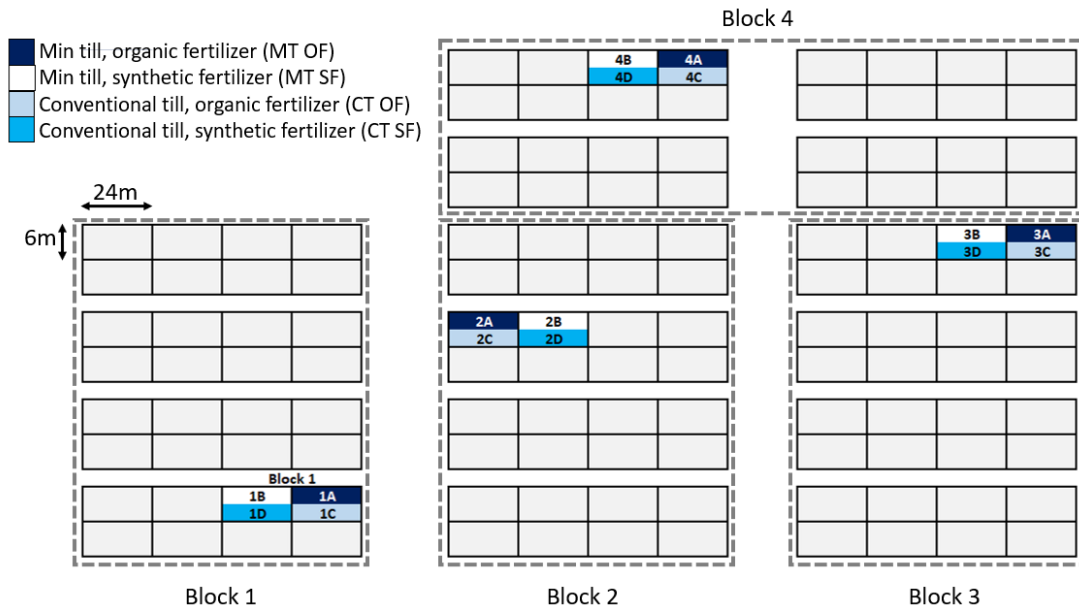 Block 4
Min till, organic fertilizer (MT OF)
Min till, synthetic fertilizer (MT SF)
Conventional till, organic fertilizer (CT OF)
Conventional till, synthetic fertilizer (CT SF)
4B 4A
4D 4C
24m
6m
3B 3A
3D 3C
2A 2B
2C 2D
Block 1
1B 1A
1D 1C
Block 1 Block 2 Block 3